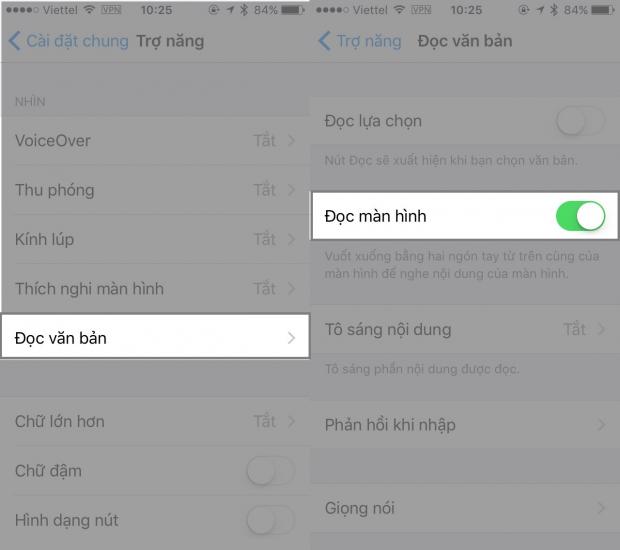 Viettel VPN 10:25 84%
Cài đặt chung Trợ năng
NHÌN
VoiceOver Tắt
Thu phóng Tắt
Kính lúp Tắt
Thích nghi màn hình Tắt
Đọc văn bản
Chữ lớn hơn Tắt
Chữ đậm
Hình dạng nút
Viettel VPN 10:25 84%
Trợ năng Đọc văn bản
Đọc lựa chọn
Nút Đọc sẽ xuất hiện khi bạn chọn văn bản.
Đọc màn hình
Vuốt xuống bằng hai ngón tay từ trên cùng của
màn hình để nghe nội dung của màn hình.
Tô sáng nội dung Tắt
Tô sáng phần nội dung được đọc.
Phản hồi khi nhập
Giọng nói